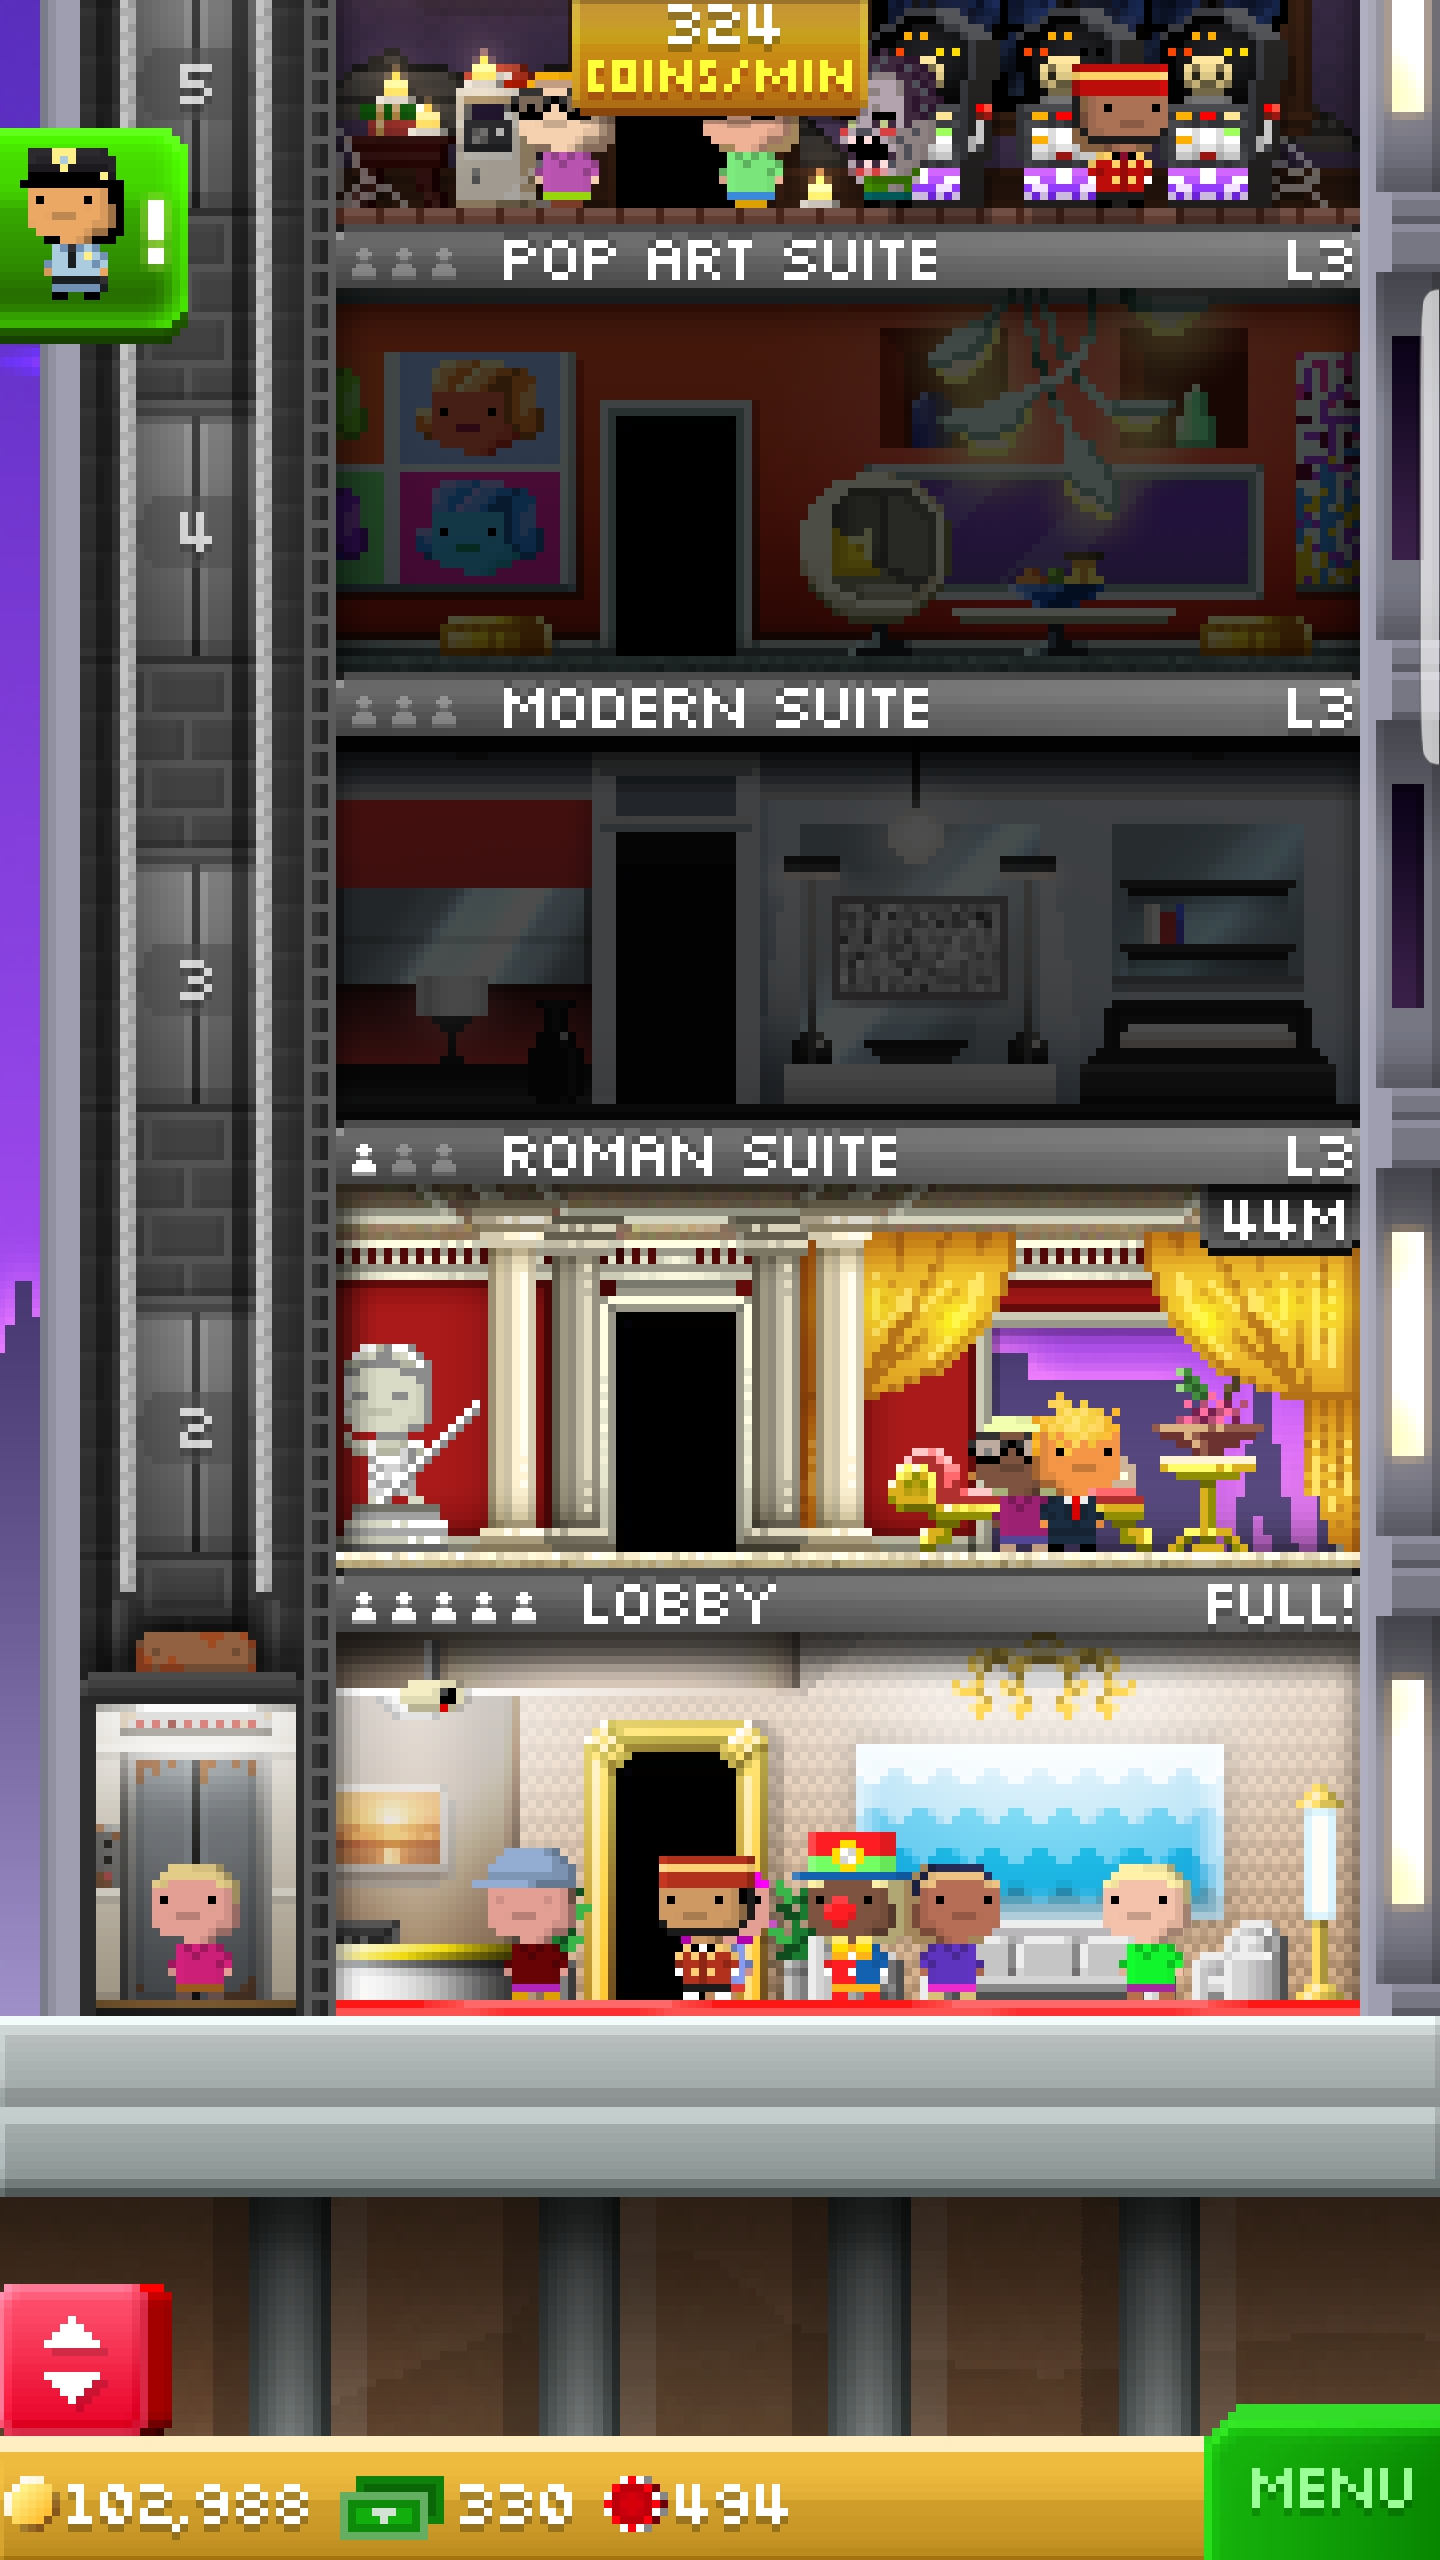 324
COINS/MIN
5
!
POP ART SUITE L3
4
MODERN SUITE L3
3
ROMAN SUITE L3
44M
2
LOBBY FULL!
102,988 330 494
MENU